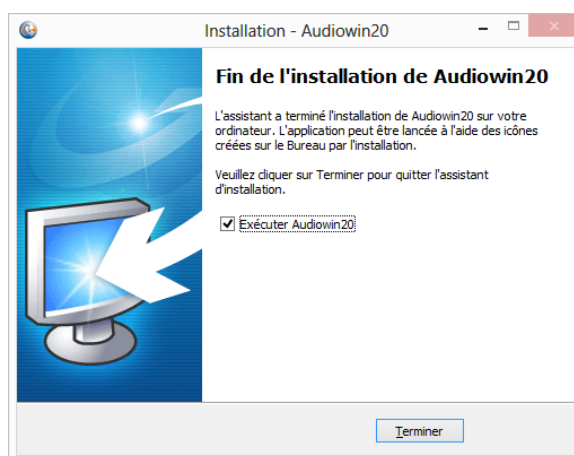 Installation - Audiowin20
Fin de l'installation de Audiowin20
L'assistant a terminé l'installation de Audiowin20 sur votre
ordinateur. L'application peut être lancée à l'aide des icônes
créées sur le Bureau par l'installation.
Veuillez cliquer sur Terminer pour quitter l'assistant
d'installation.
Exécuter Audiowin20
Terminer